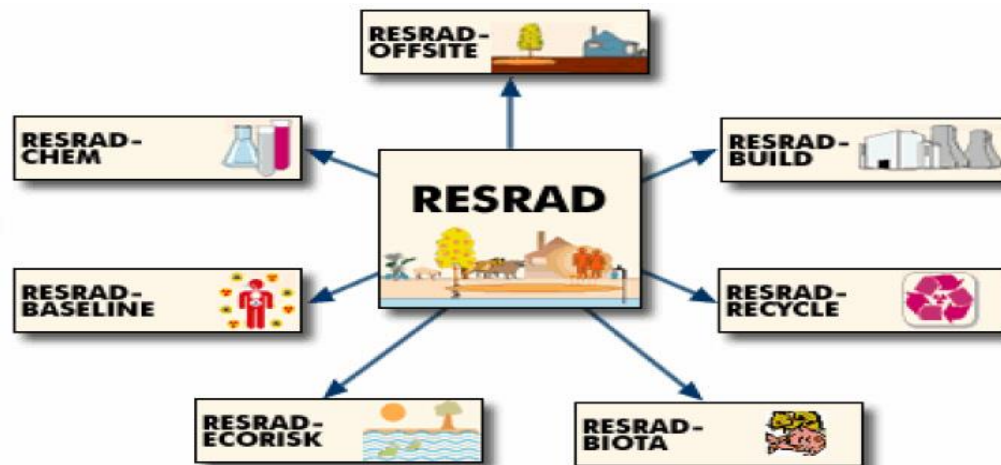 RESRAD-
OFFSITE
RESRAD-
CHEM
RESRAD-
BUILD
RESRAD
RESRAD-
BASELINE
RESRAD-
RECYCLE
RESRAD-
ECORISK
RESRAD-
BIOTA